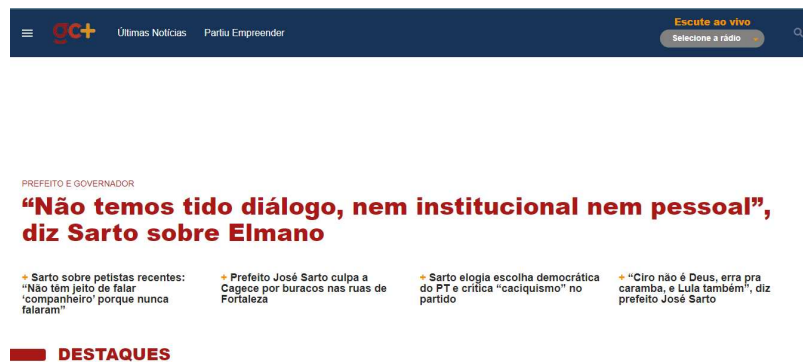 gc+
Últimas Notícias
Partiu Empreender
Escute ao vivo
Selecione a rádio
PREFEITO E GOVERNADOR
“Não temos tido diálogo, nem institucional nem pessoal”,
diz Sarto sobre Elmano
+ Sarto sobre petistas recentes:
“Não têm jeito de falar
‘companheiro’ porque nunca
falaram”
+ Prefeito José Sarto culpa a
Cagece por buracos nas ruas de
Fortaleza
+ Sarto elogia escolha democrática
do PT e critica “caciquismo” no
partido
+ “Ciro não é Deus, erra pra
caramba, e Lula também”, diz
prefeito José Sarto
DESTAQUES